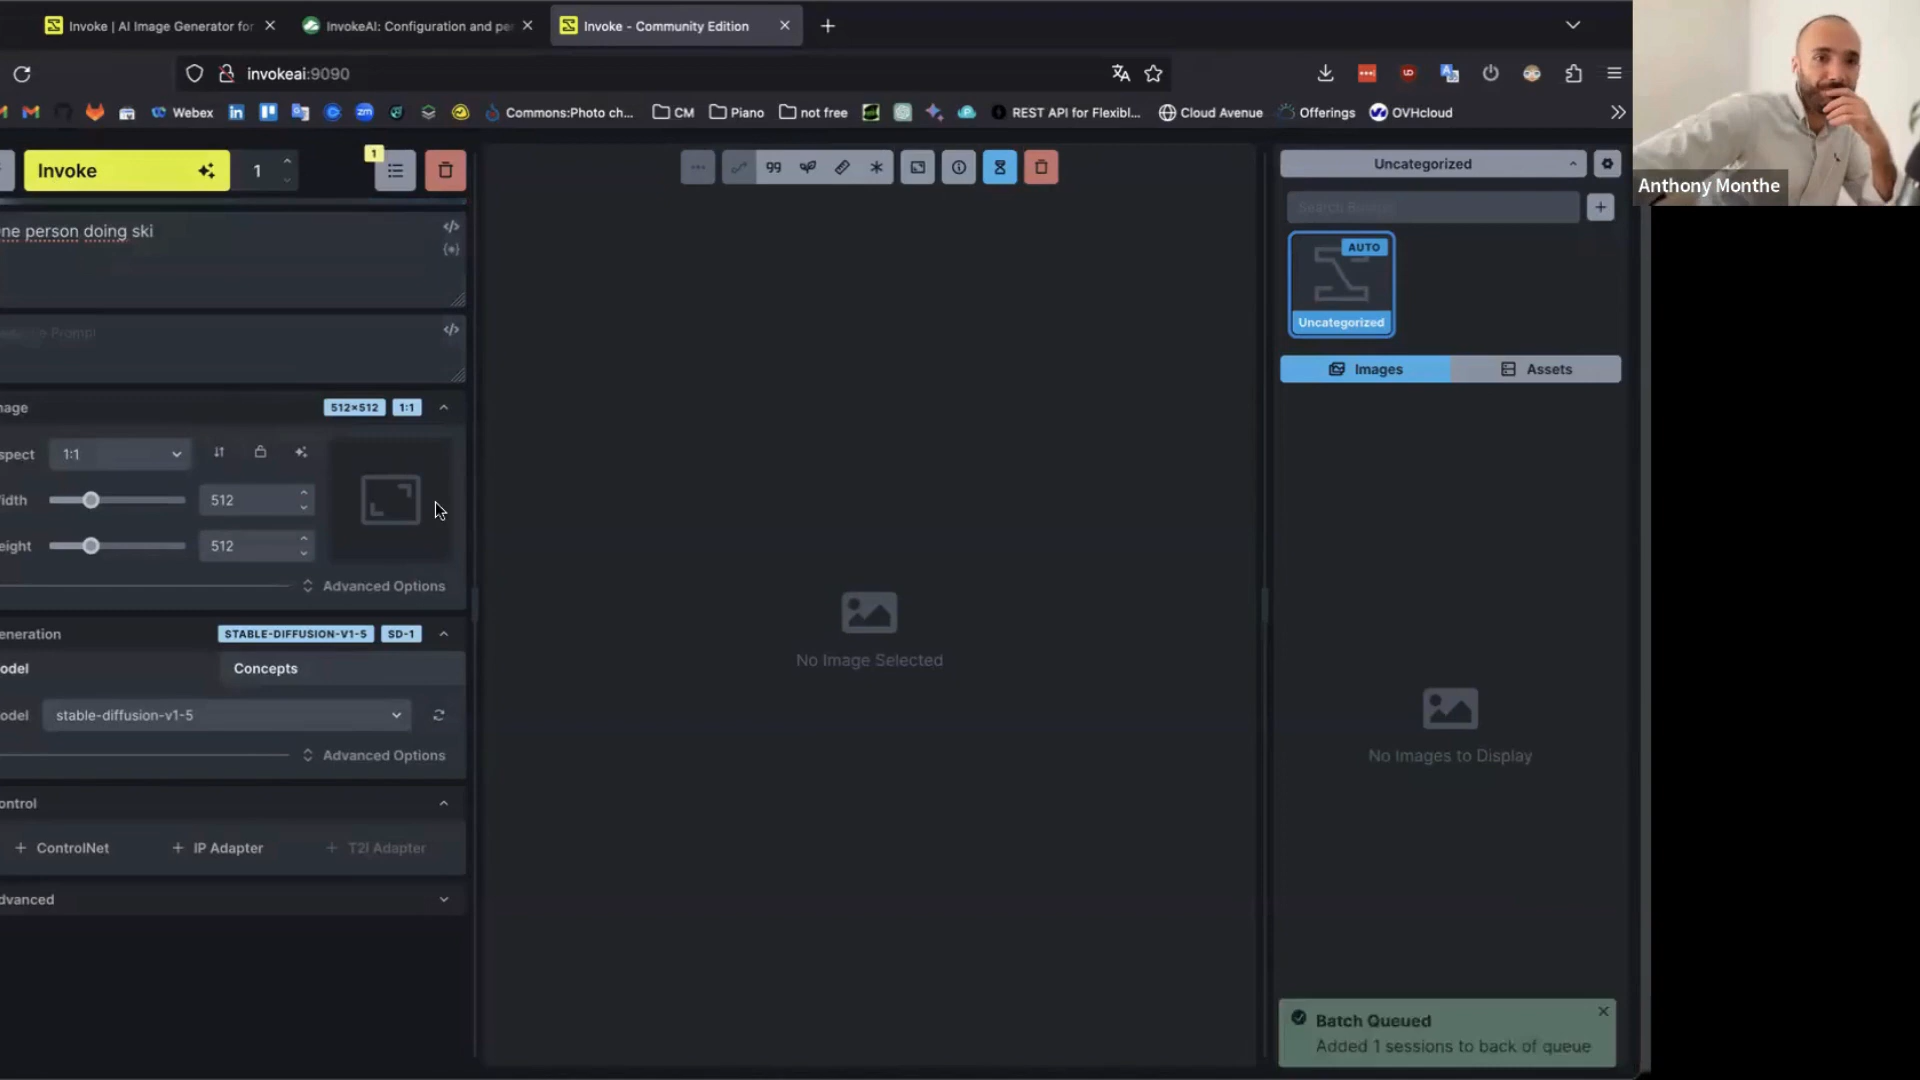 Invoke | AI Image Generator for
InvokeAI: Configuration and pe
Invoke - Community Edition
invokeai:9090
Webex
Commons:Photo ch...
CM
Piano
not free
REST API for Flexibl...
Cloud Avenue
Offerings
OVHcloud
Anthony Monthe
Invoke
1
1
99
Uncategorized
ne person doing ski
Prompt
Search Boards
AUTO
Uncategorized
Images
Assets
mage
512×512
1:1
spect
1:1
idth
512
eight
512
Advanced Options
eneration
STABLE-DIFFUSION-V1-5
SD-1
odel
Concepts
odel
stable-diffusion-v1-5
Advanced Options
ontrol
ControlNet
IP Adapter
T2I Adapter
dvanced
No Image Selected
No Images to Display
Batch Queued
Added 1 sessions to back of queue